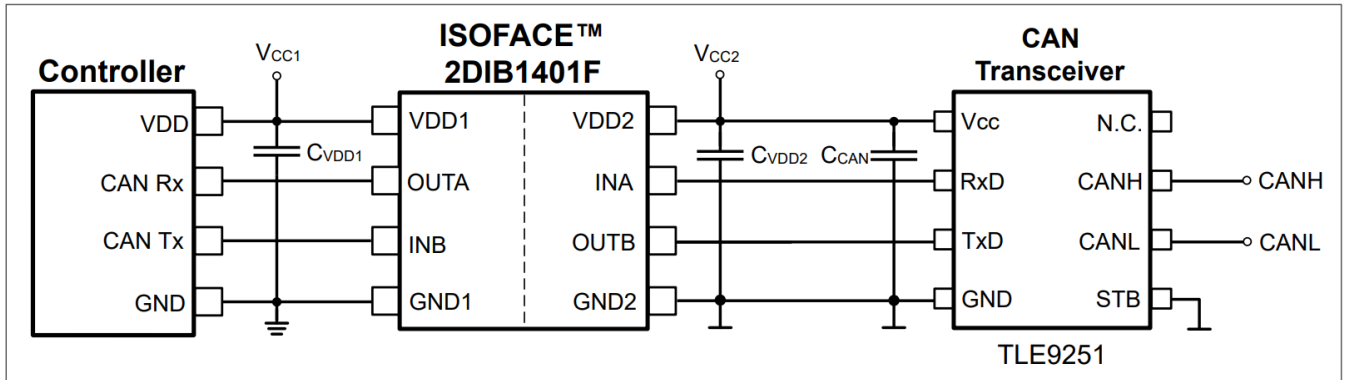 Controller
VDD
CAN Rx
CAN Tx
GND
VCC1
CVDD1
ISOFACE™
2DIB1401F
VDD1
OUTA
INB
GND1
VDD2
INA
OUTB
GND2
VCC2
CVDD2
CCAN
CAN
Transceiver
Vcc
RxD
TxD
GND
N.C.
CANH
CANL
STB
CANH
CANL
TLE9251